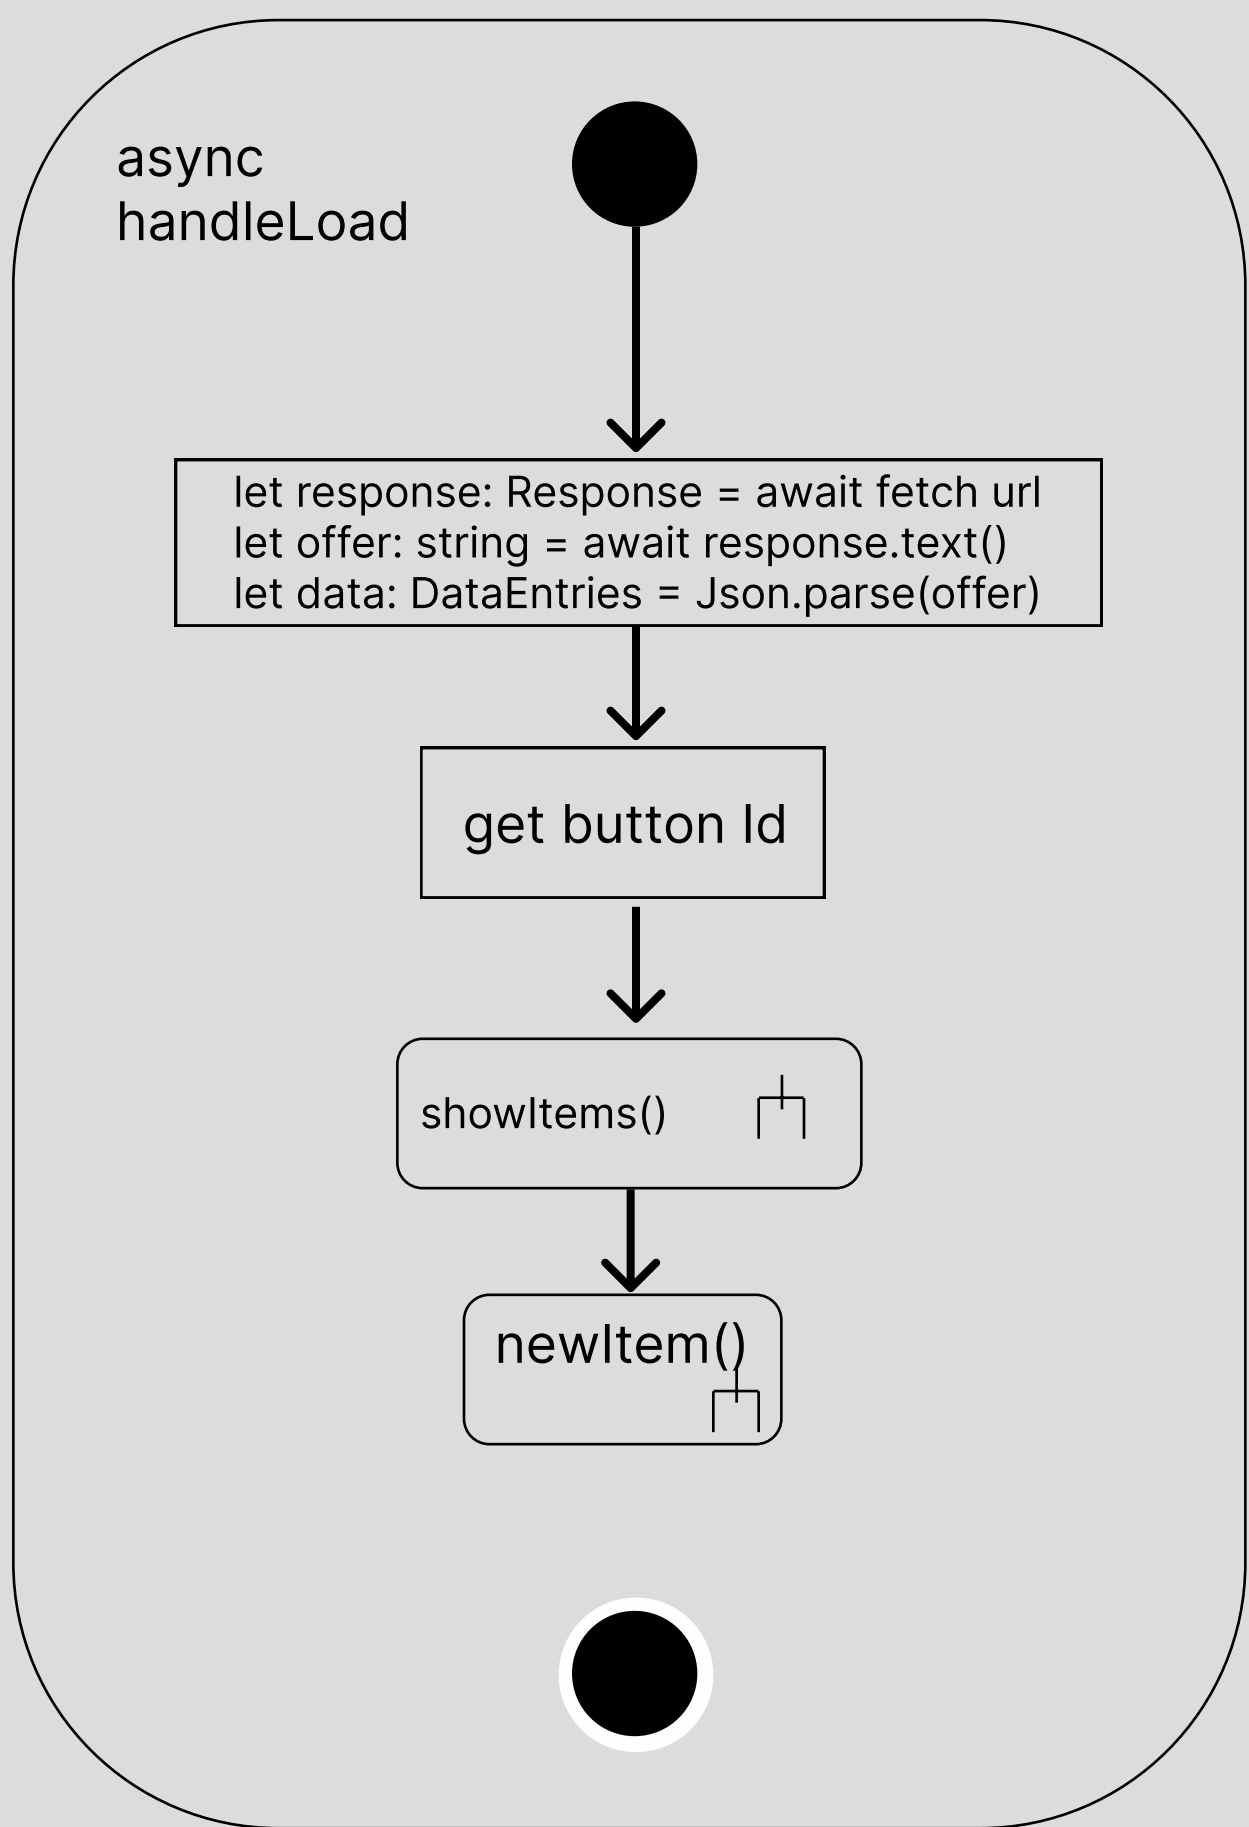 async
handleLoad
let response: Response = await fetch url
let offer: string = await response.text()
let data: DataEntries = Json.parse(offer)
get button Id
showItems()
newItem()